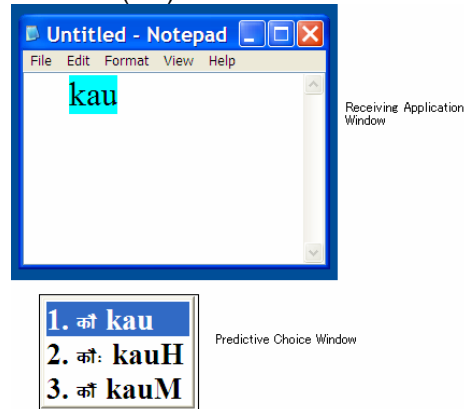 Untitled - Notepad
File Edit Format View Help
kau
Receiving Application
Window
1. कौ kau
2. कौः kauH
3. कौं kauM
Predictive Choice Window